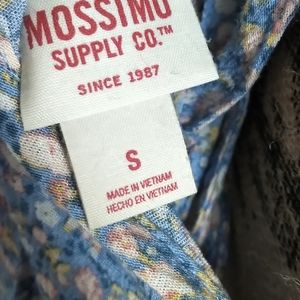 MOSSIMO
SUPPLY CO.™
SINCE 1987
S
MADE IN VIETNAM
HECHO EN VIETNAM